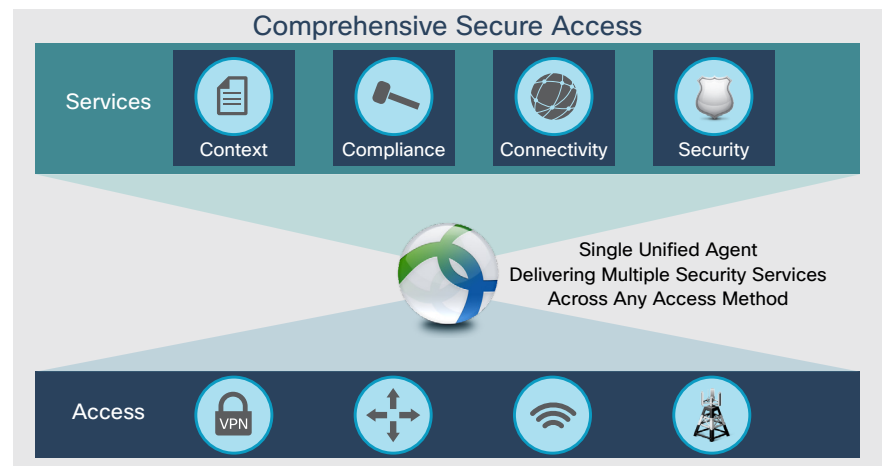 Comprehensive Secure Access
Services
Context
Compliance
Connectivity
Security
Single Unified Agent
Delivering Multiple Security Services
Across Any Access Method
Access
VPN